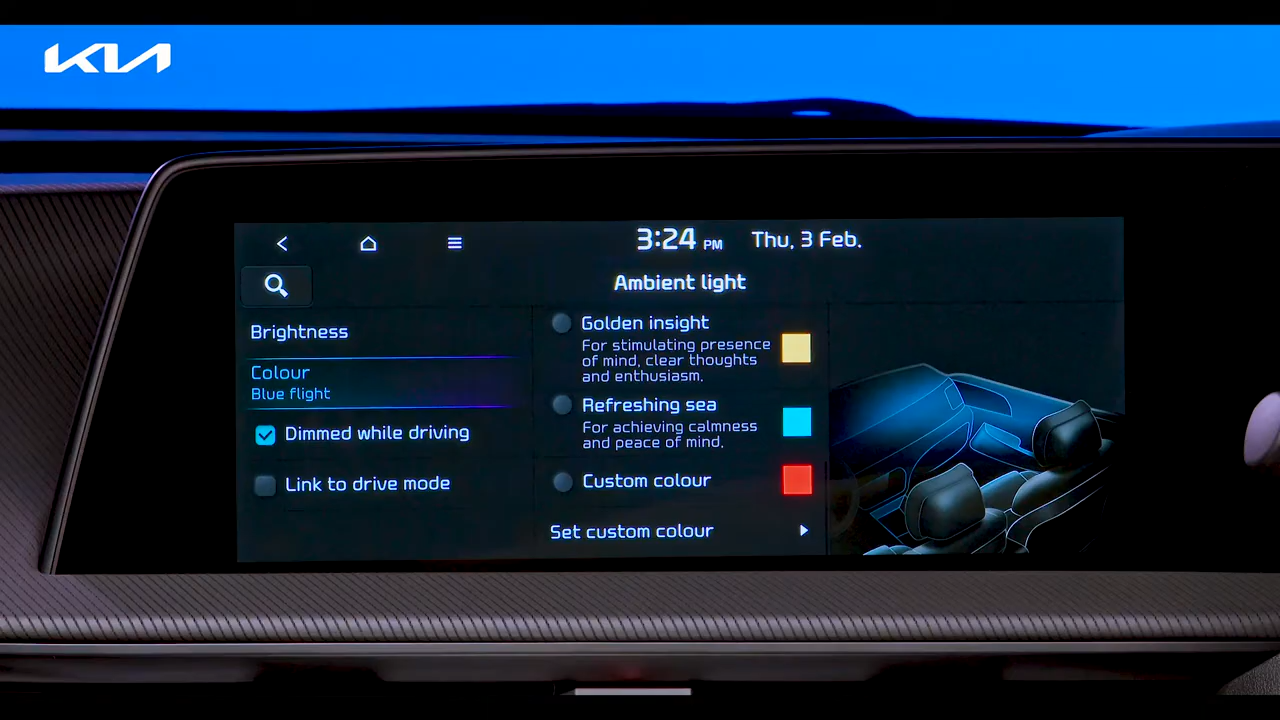 KIA
3:24 PM Thu, 3 Feb.
Ambient light
Brightness
Colour
Blue flight
Dimmed while driving
Link to drive mode
Golden insight
For stimulating presence
of mind, clear thoughts
and enthusiasm.
Refreshing sea
For achieving calmness
and peace of mind.
Custom colour
Set custom colour